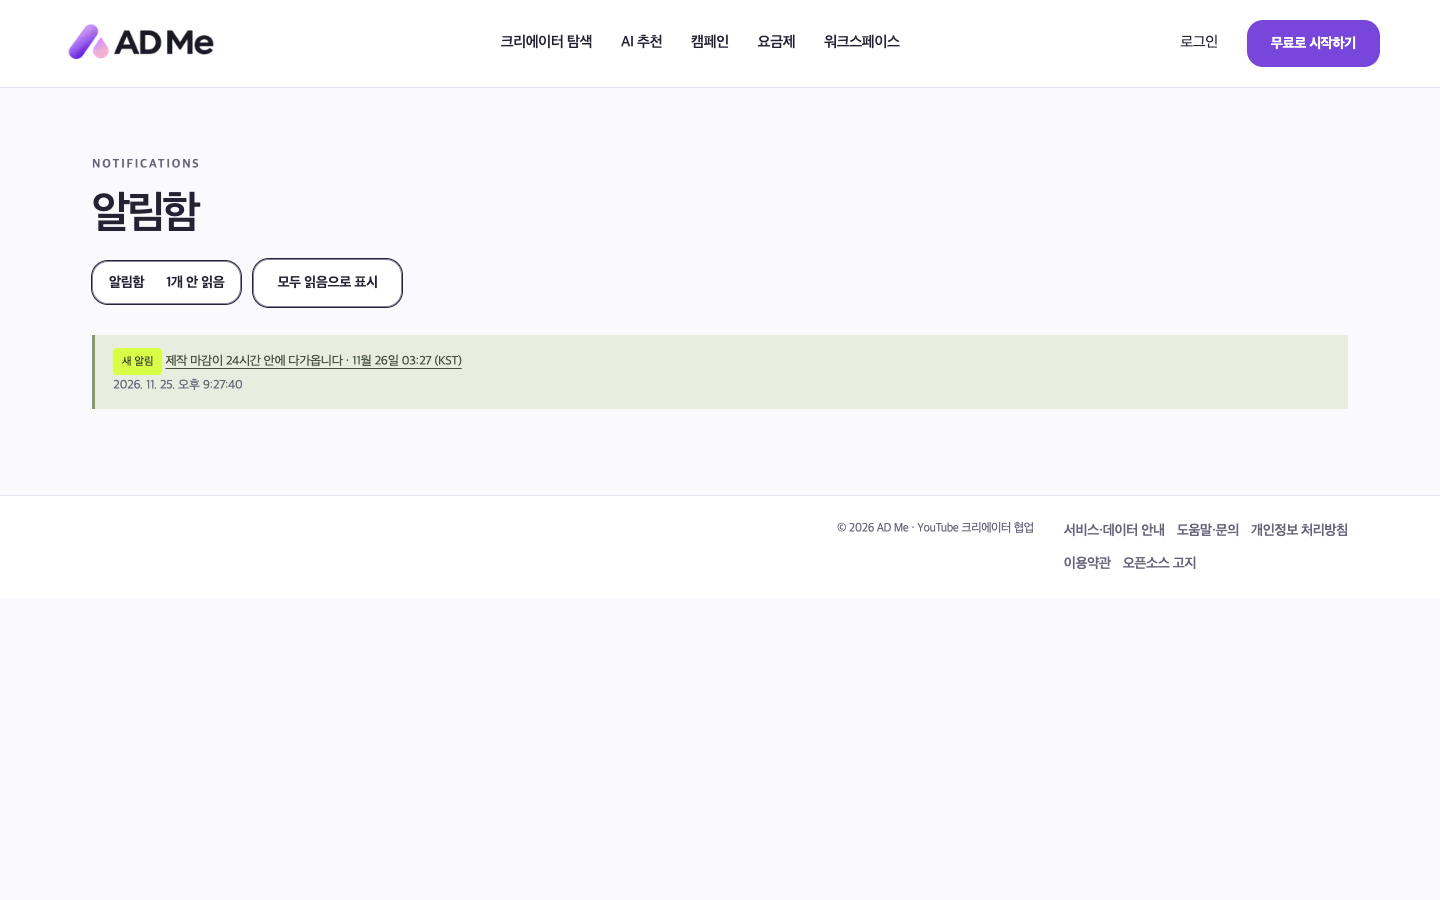 AD Me
크리에이터 탐색 AI 추천 캠페인 요금제 워크스페이스
로그인 무료로 시작하기
NOTIFICATIONS
알림함
알림함 1개 안 읽음 모두 읽음으로 표시
새 알림 제작 마감이 24시간 안에 다가옵니다 · 11월 26일 03:27 (KST)
2026. 11. 25. 오후 9:27:40
© 2026 AD Me · YouTube 크리에이터 협업 서비스·데이터 안내 도움말·문의 개인정보 처리방침
이용약관 오픈소스 고지